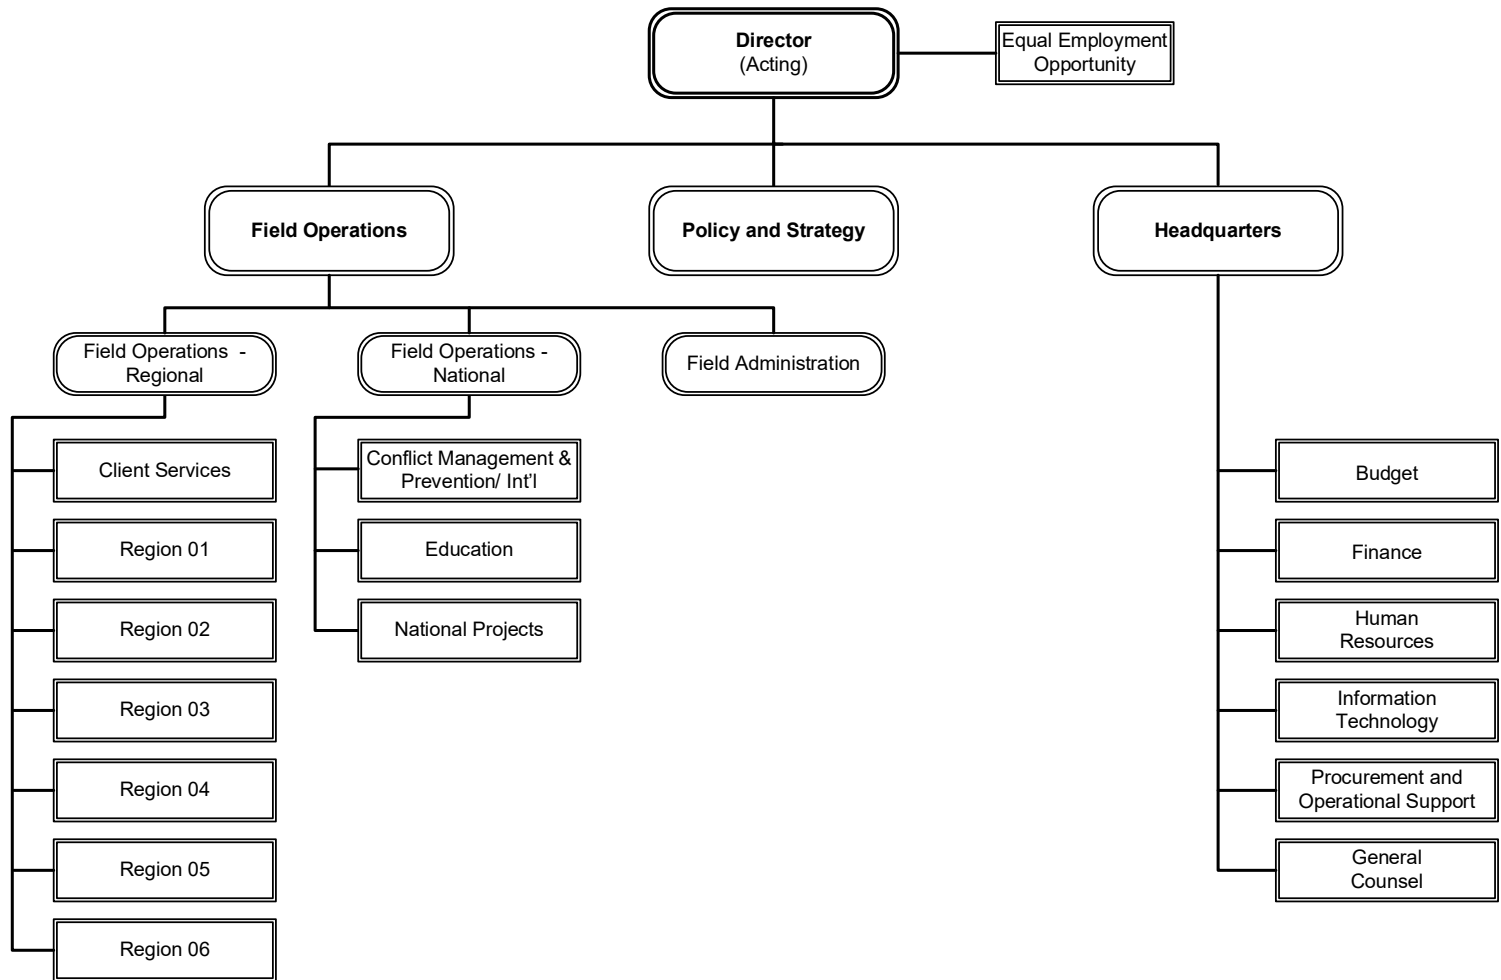 Director
(Acting)
Equal Employment
Opportunity
Field Operations
Policy and Strategy
Headquarters
Field Operations -
Regional
Field Operations -
National
Field Administration
Client Services
Region 01
Region 02
Region 03
Region 04
Region 05
Region 06
Conflict Management &
Prevention/ Int'l
Education
National Projects
Budget
Finance
Human
Resources
Information
Technology
Procurement and
Operational Support
General
Counsel